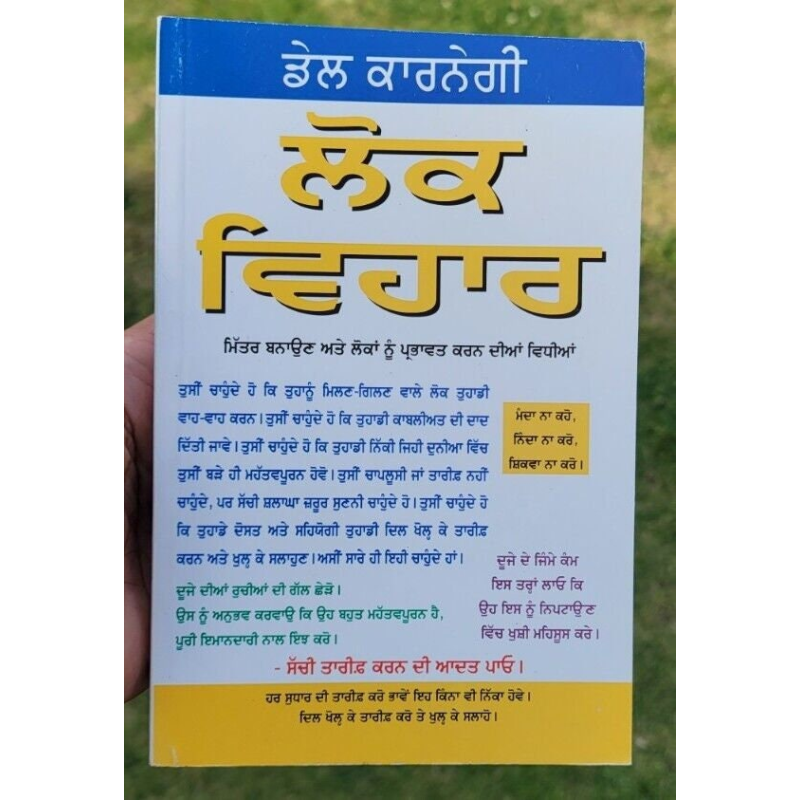 ਡੇਲ ਕਾਰਨੇਗੀ
ਲੋਕ
ਵਿਹਾਰ
ਮਿੱਤਰ ਬਨਾਉਣ ਅਤੇ ਲੋਕਾਂ ਨੂੰ ਪ੍ਰਭਾਵਤ ਕਰਨ ਦੀਆਂ ਵਿਧੀਆਂ
ਤੁਸੀਂ ਚਾਹੁੰਦੇ ਹੋ ਕਿ ਤੁਹਾਨੂੰ ਮਿਲਣ-ਗਿਲਣ ਵਾਲੇ ਲੋਕ ਤੁਹਾਡੀ
ਵਾਹ-ਵਾਹ ਕਰਨ। ਤੁਸੀਂ ਚਾਹੁੰਦੇ ਹੋ ਕਿ ਤੁਹਾਡੀ ਕਾਬਲੀਅਤ ਦੀ ਦਾਦ
ਦਿੱਤੀ ਜਾਵੇ। ਤੁਸੀਂ ਚਾਹੁੰਦੇ ਹੋ ਕਿ ਤੁਹਾਡੀ ਨਿੱਕੀ ਜਿਹੀ ਦੁਨੀਆ ਵਿੱਚ
ਤੁਸੀਂ ਬੜੇ ਹੀ ਮਹੱਤਵਪੂਰਨ ਹੋਵੋ। ਤੁਸੀਂ ਚਾਪਲੂਸੀ ਜਾਂ ਤਾਰੀਫ਼ ਨਹੀਂ
ਚਾਹੁੰਦੇ, ਪਰ ਸੱਚੀ ਸ਼ਲਾਘਾ ਜ਼ਰੂਰ ਸੁਣਨੀ ਚਾਹੁੰਦੇ ਹੋ। ਤੁਸੀਂ ਚਾਹੁੰਦੇ ਹੋ
ਕਿ ਤੁਹਾਡੇ ਦੋਸਤ ਅਤੇ ਸਹਿਯੋਗੀ ਤੁਹਾਡੀ ਦਿਲ ਖੋਲ੍ਹ ਕੇ ਤਾਰੀਫ਼
ਕਰਨ ਅਤੇ ਖੁਲ੍ਹ ਕੇ ਸਲਾਹੁਣ। ਅਸੀਂ ਸਾਰੇ ਹੀ ਇਹੀ ਚਾਹੁੰਦੇ ਹਾਂ।
ਮੰਦਾ ਨਾ ਕਹੋ,
ਨਿੰਦਾ ਨਾ ਕਰੋ,
ਸ਼ਿਕਵਾ ਨਾ ਕਰੋ।
ਦੂਜੇ ਦੀਆਂ ਰੁਚੀਆਂ ਦੀ ਗੱਲ ਛੇੜੋ।
ਉਸ ਨੂੰ ਅਨੁਭਵ ਕਰਵਾਉ ਕਿ ਉਹ ਬਹੁਤ ਮਹੱਤਵਪੂਰਨ ਹੈ,
ਪੂਰੀ ਇਮਾਨਦਾਰੀ ਨਾਲ ਇੰਝ ਕਰੋ।
ਦੂਜੇ ਦੇ ਜਿੰਮੇ ਕੰਮ
ਇਸ ਤਰ੍ਹਾਂ ਲਾਓ ਕਿ
ਉਹ ਇਸ ਨੂੰ ਨਿਪਟਾਉਣ
ਵਿੱਚ ਖੁਸ਼ੀ ਮਹਿਸੂਸ ਕਰੇ।
- ਸੱਚੀ ਤਾਰੀਫ਼ ਕਰਨ ਦੀ ਆਦਤ ਪਾਓ।
ਹਰ ਸੁਧਾਰ ਦੀ ਤਾਰੀਫ਼ ਕਰੋ ਭਾਵੇਂ ਇਹ ਕਿੰਨਾ ਵੀ ਨਿੱਕਾ ਹੋਵੇ।
ਦਿਲ ਖੋਲ੍ਹ ਕੇ ਤਾਰੀਫ਼ ਕਰੋ ਤੇ ਖੁਲ੍ਹ ਕੇ ਸਲਾਹੋ।